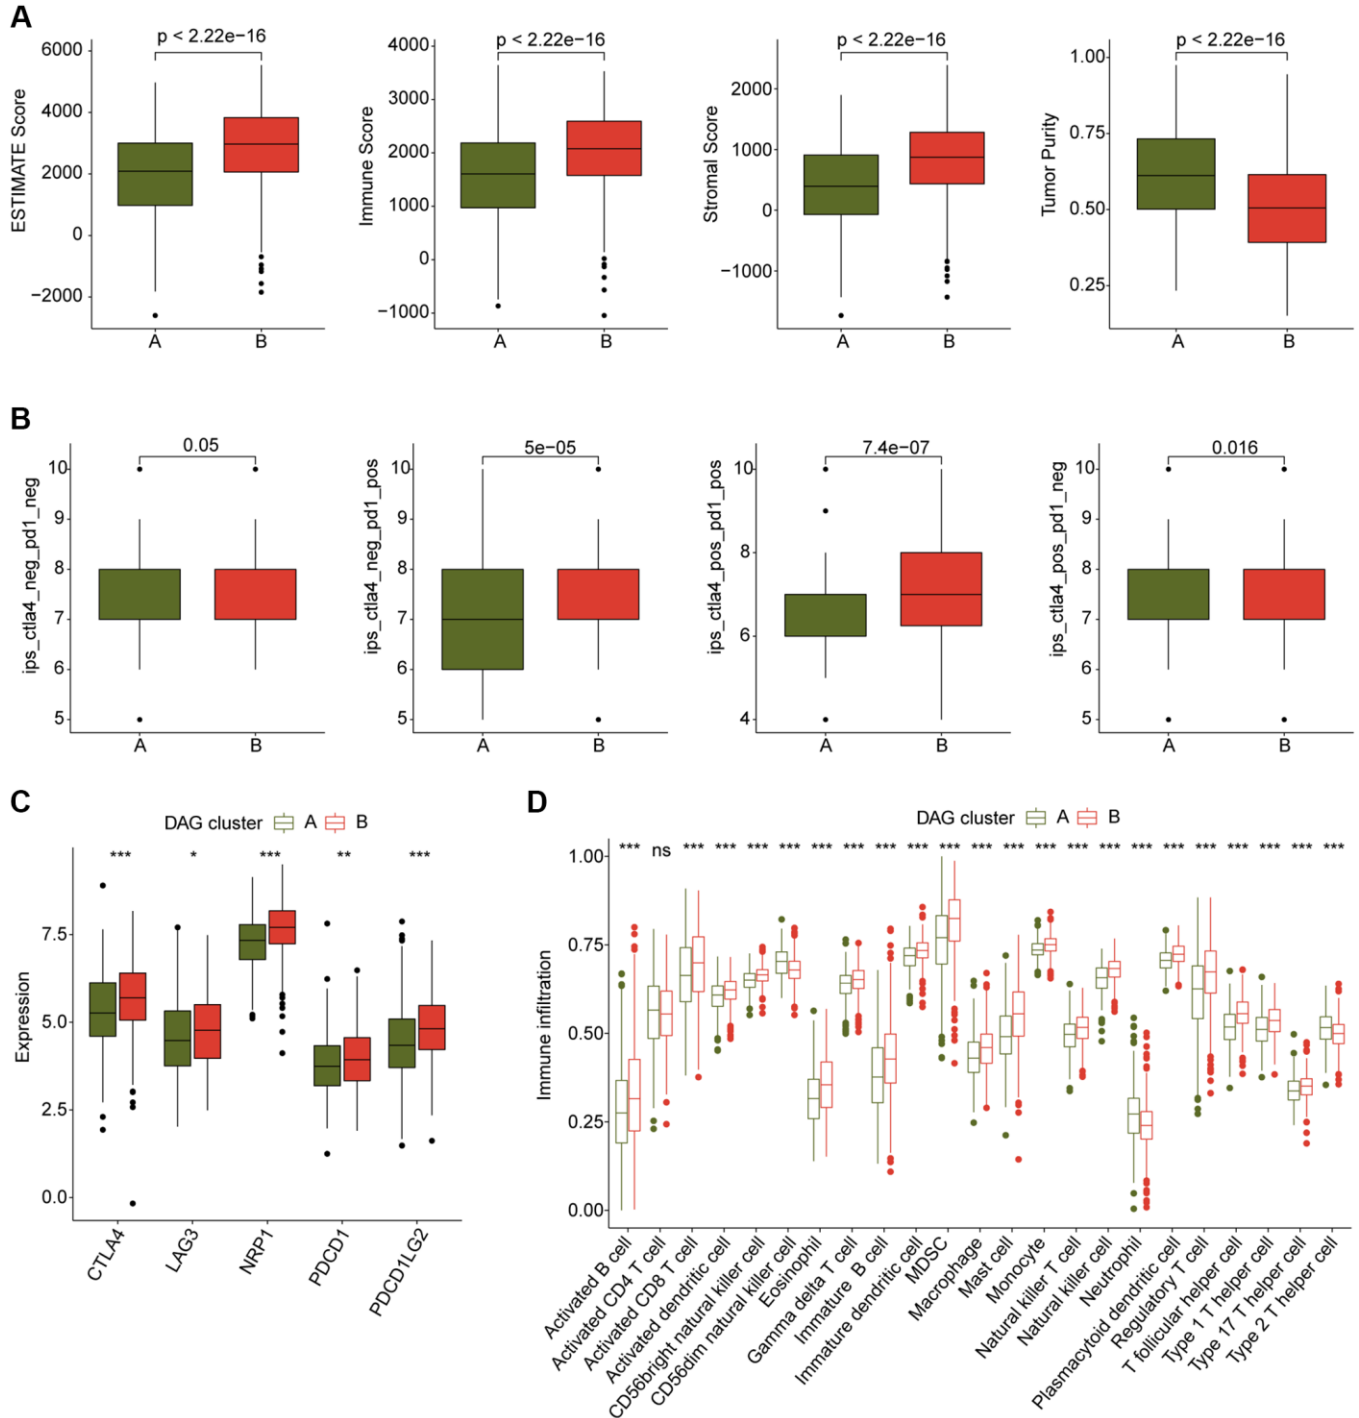 A
p < 2.22e−16
p < 2.22e−16
p < 2.22e−16
p < 2.22e−16
ESTIMATE Score
6000
4000
2000
0
−2000
A
B
Immune Score
4000
3000
2000
1000
0
−1000
A
B
Stromal Score
2000
1000
0
−1000
A
B
Tumor Purity
1.00
0.75
0.50
0.25
A
B
B
0.05
5e−05
7.4e−07
0.016
ips_ctla4_neg_pd1_neg
10
9
8
7
6
5
A
B
ips_ctla4_neg_pd1_pos
10
9
8
7
6
5
A
B
ips_ctla4_pos_pd1_pos
10
8
6
4
A
B
ips_ctla4_pos_pd1_neg
10
9
8
7
6
5
A
B
C
DAG cluster A B
*** * *** ** ***
Expression
7.5
5.0
2.5
0.0
CTLA4
LAG3
NRP1
PDCD1
PDCD1LG2
D
DAG cluster A B
*** ns *** *** *** *** *** *** *** *** *** *** *** *** *** *** *** *** *** *** *** *** ***
Immune infiltration
1.00
0.75
0.50
0.25
0.00
Activated B cell
Activated CD4 T cell
Activated CD8 T cell
Activated dendritic cell
CD56bright natural killer cell
CD56dim natural killer cell
Eosinophil
Gamma delta T cell
Immature B cell
Immature dendritic cell
MDSC
Macrophage
Mast cell
Monocyte
Natural killer T cell
Natural killer cell
Neutrophil
Plasmacytoid dendritic cell
Regulatory T cell
T follicular helper cell
Type 1 T helper cell
Type 17 T helper cell
Type 2 T helper cell